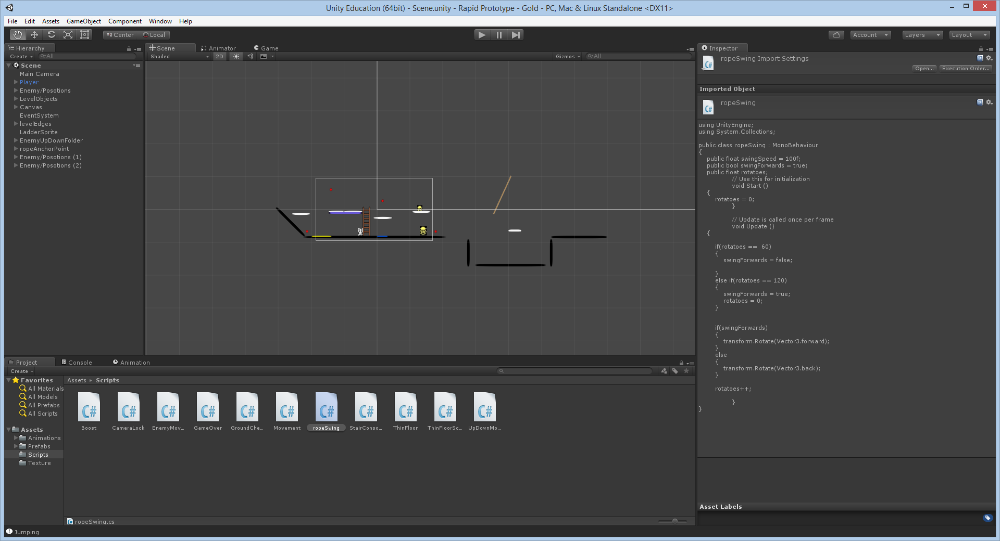 Unity Education (64bit) - Scene.unity - Rapid Prototype - Gold - PC, Mac & Linux Standalone <DX11>
File Edit Assets GameObject Component Window Help
Center Local Account Layers Layout
Hierarchy
Create All
Scene
Main Camera
Player
Enemy/Posotions
LevelObjects
Canvas
EventSystem
levelEdges
LadderSprite
EnemyUpDownFolder
ropeAnchorPoint
Enemy/Posotions (1)
Enemy/Posotions (2)
Scene Animator Game
Shaded 2D Gizmos All
Inspector
ropeSwing Import Settings
Open... Execution Order...
Imported Object
ropeSwing
using UnityEngine;
using System.Collections;
public class ropeSwing : MonoBehaviour
{
public float swingSpeed = 100f;
public bool swingForwards = true;
public float rotatoes;
// Use this for initialization
void Start ()
{
rotatoes = 0;
}
// Update is called once per frame
void Update ()
{
if(rotatoes ==  60)
{
swingForwards = false;
}
else if(rotatoes == 120)
{
swingForwards = true;
rotatoes = 0;
}
if(swingForwards)
{
transform.Rotate(Vector3.forward);
}
else
{
transform.Rotate(Vector3.back);
}
rotatoes++;
}
}
Asset Labels
Project Console Animation
Create
Favorites
All Materials
All Models
All Prefabs
All Scripts
Assets
Animations
Prefabs
Scripts
Texture
Assets ▸ Scripts
C# C# C# C# C# C# C# C# C# C# C#
Boost CameraLock EnemyMov... GameOver GroundChe... Movement ropeSwing StairConso... ThinFloor ThinFloorSc... UpDownMo...
ropeSwing.cs
Jumping